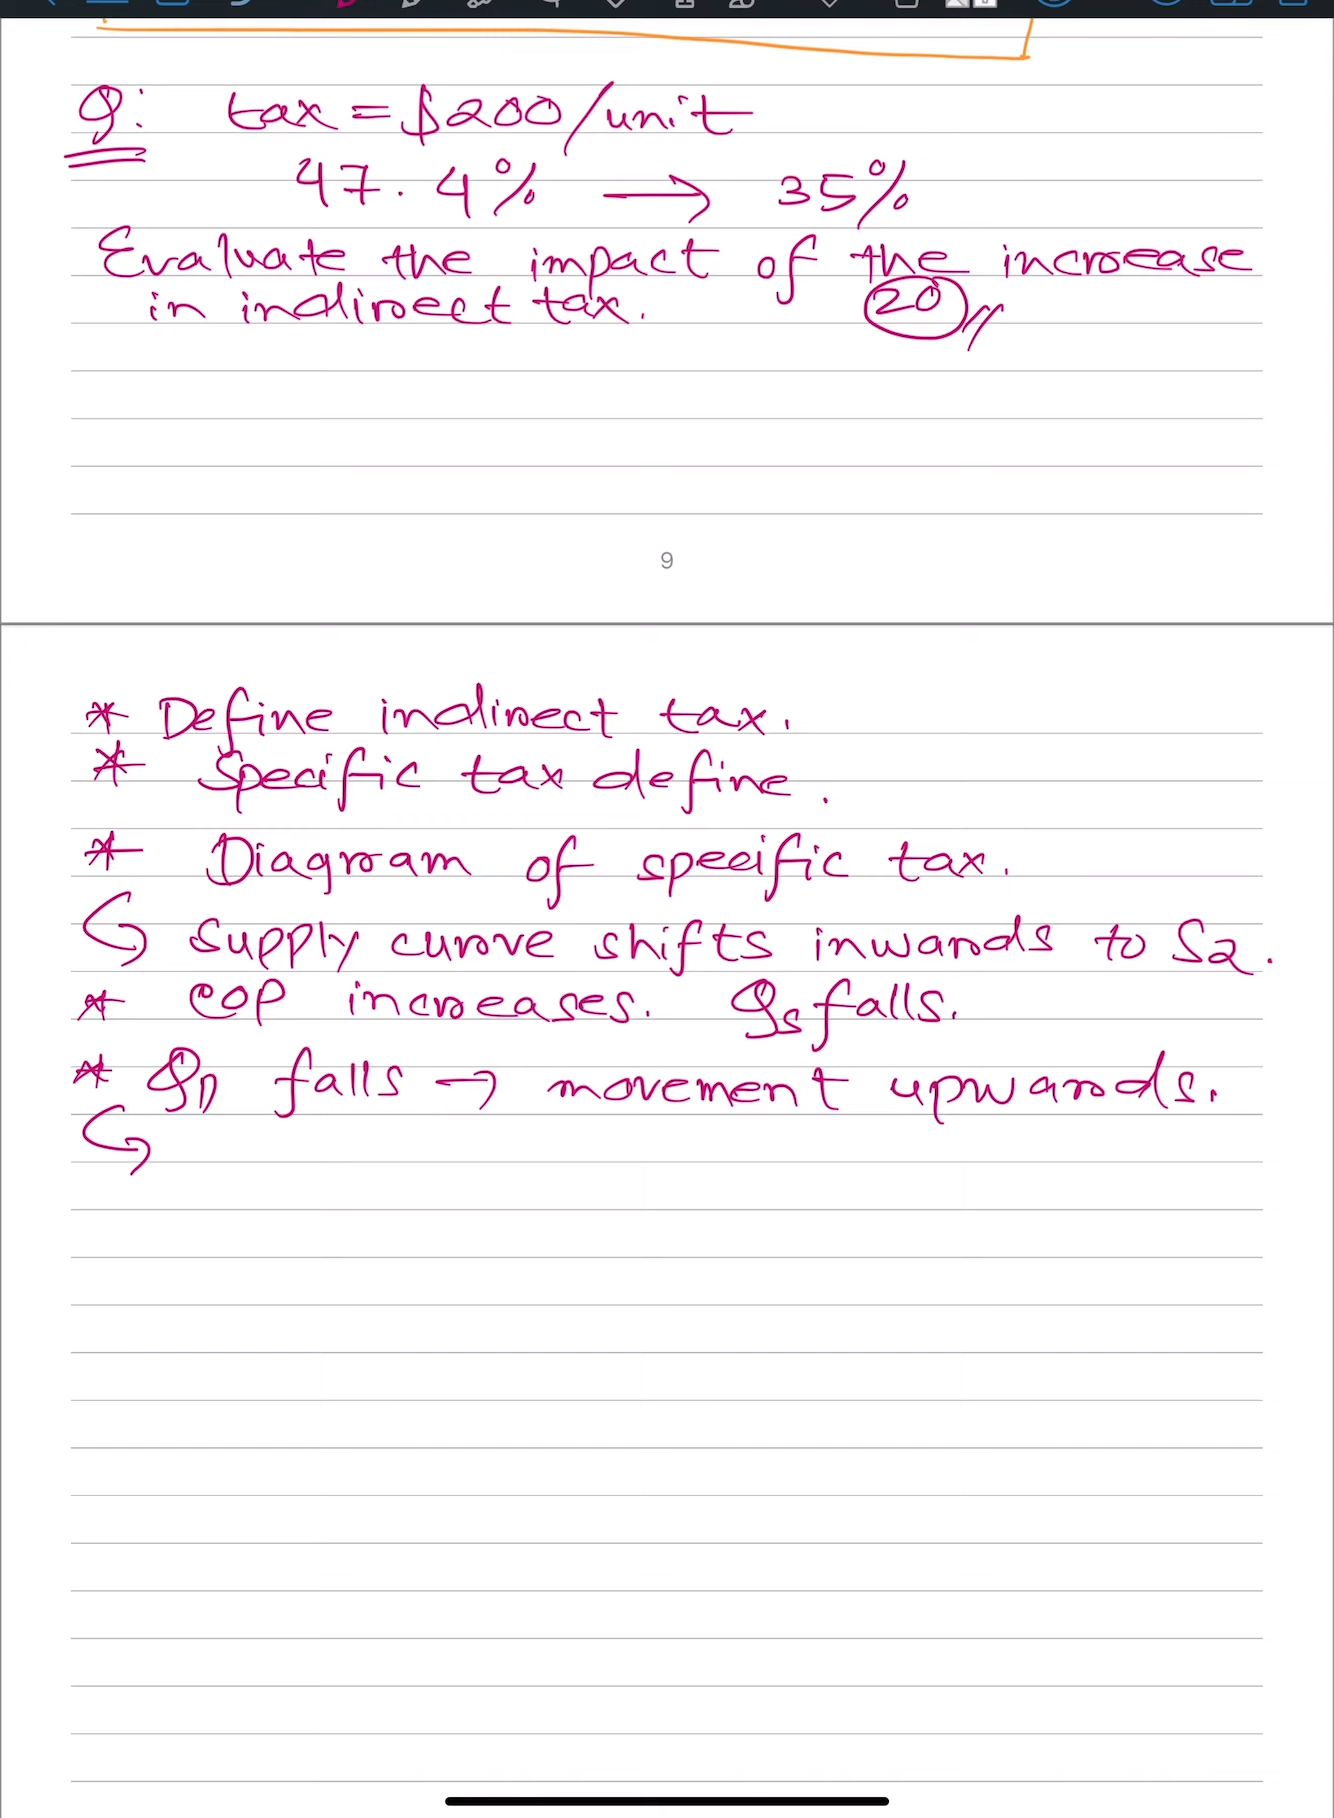 Q: tax = $200/unit
47.4% → 35%
Evaluate the impact of the increase
in indirect tax. 20
9
* Define indirect tax.
* Specific tax define.
* Diagram of specific tax.
↪ Supply curve shifts inwards to S2.
* COP increases. Qs falls.
* QD falls → movement upwards.
↪